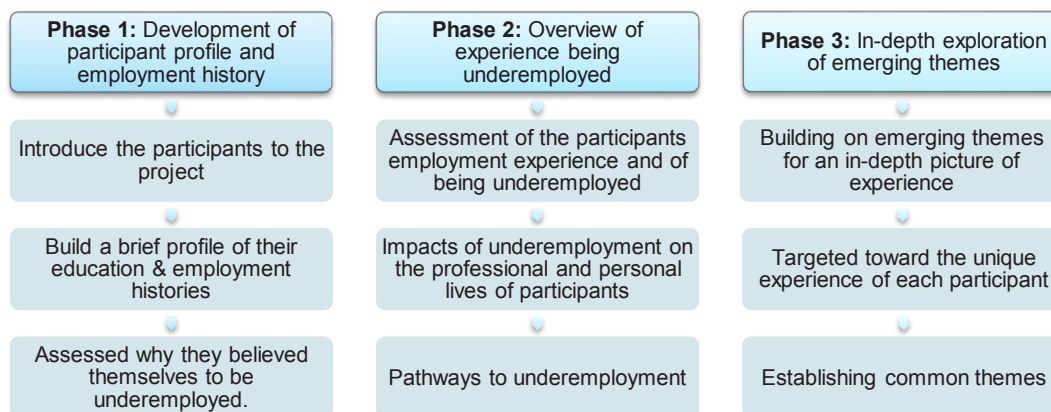 Phase 1: Development of
participant profile and
employment history
Introduce the participants to the
project
Build a brief profile of their
education & employment
histories
Assessed why they believed
themselves to be
underemployed.
Phase 2: Overview of
experience being
underemployed
Assessment of the participants
employment experience and of
being underemployed
Impacts of underemployment on
the professional and personal
lives of participants
Pathways to underemployment
Phase 3: In-depth exploration
of emerging themes
Building on emerging themes
for an in-depth picture of
experience
Targeted toward the unique
experience of each participant
Establishing common themes